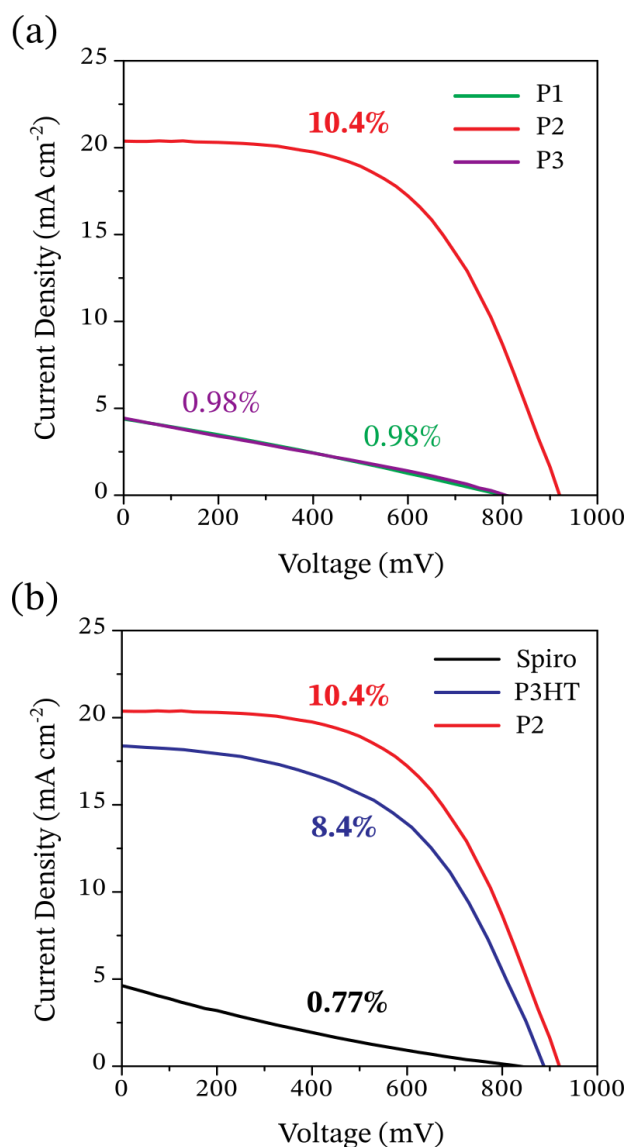 (a)
25
20
15
10
5
0
Current Density (mA cm⁻²)
10.4%
P1
P2
P3
0.98%
0.98%
0 200 400 600 800 1000
Voltage (mV)
(b)
25
20
15
10
5
0
Current Density (mA cm⁻²)
10.4%
8.4%
0.77%
Spiro
P3HT
P2
0 200 400 600 800 1000
Voltage (mV)